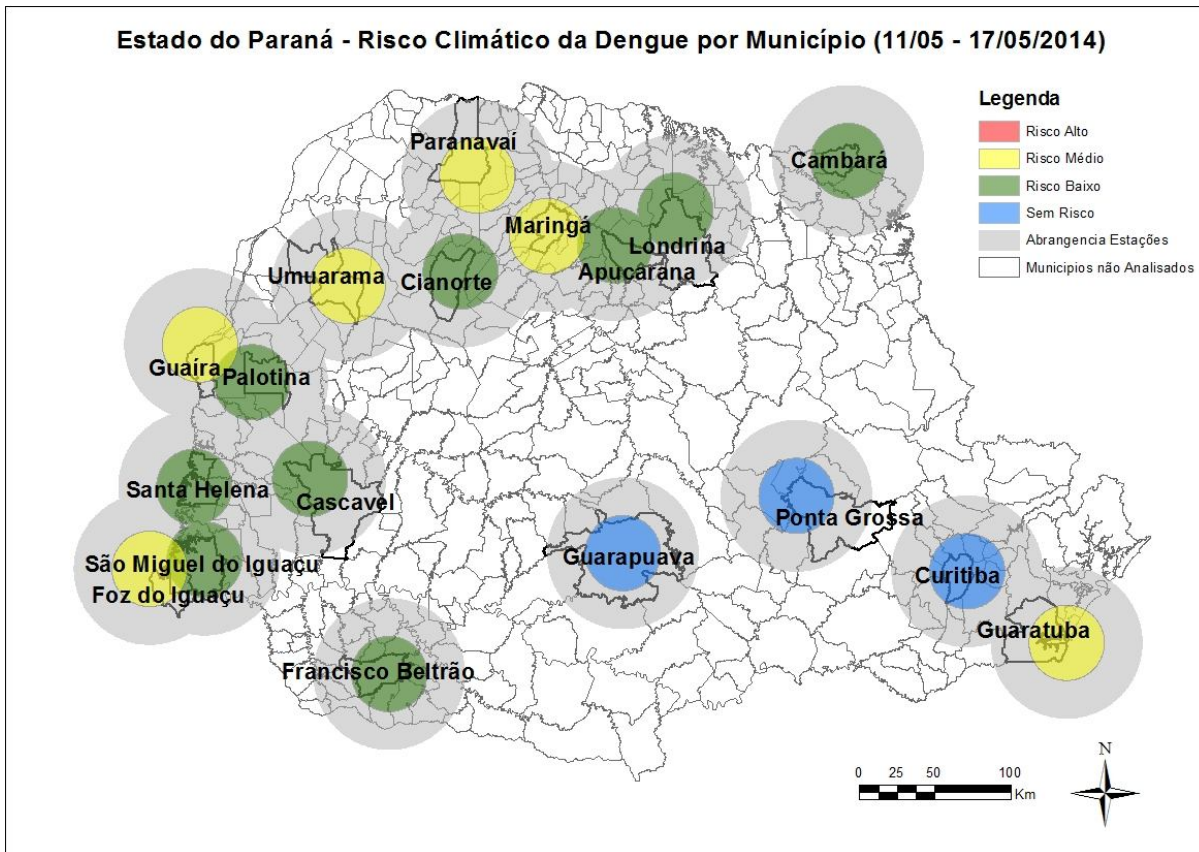 Estado do Paraná - Risco Climático da Dengue por Município (11/05 - 17/05/2014)
Legenda
Risco Alto
Risco Médio
Risco Baixo
Sem Risco
Abrangencia Estações
Municipios não Analisados
Paranavaí
Cambará
Maringá
Londrina
Umuarama
Cianorte
Apucarana
Guaíra
Palotina
Santa Helena
Cascavel
Ponta Grossa
São Miguel do Iguaçu
Guarapuava
Curitiba
Foz do Iguaçu
Guaratuba
Francisco Beltrão
N
0 25 50 100
Km